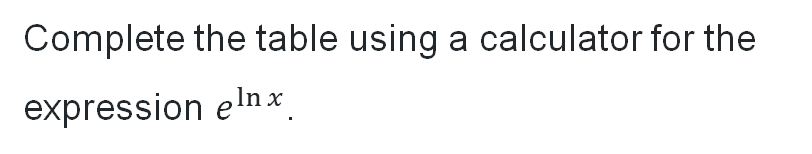 Complete the table using a calculator for the
expression $e^{\ln x}$.